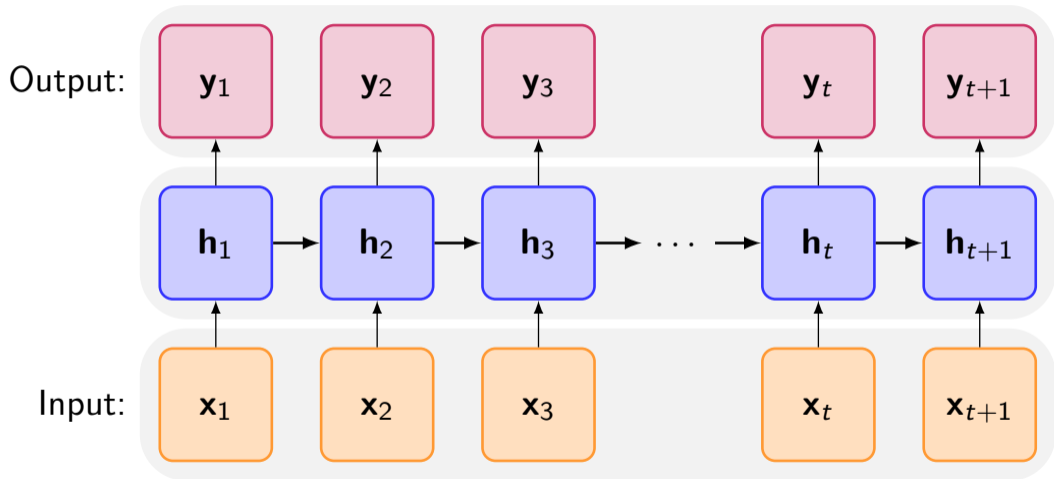 Output: y₁ y₂ y₃ yₜ yₜ₊₁
h₁ h₂ h₃ ... hₜ hₜ₊₁
Input: x₁ x₂ x₃ xₜ xₜ₊₁